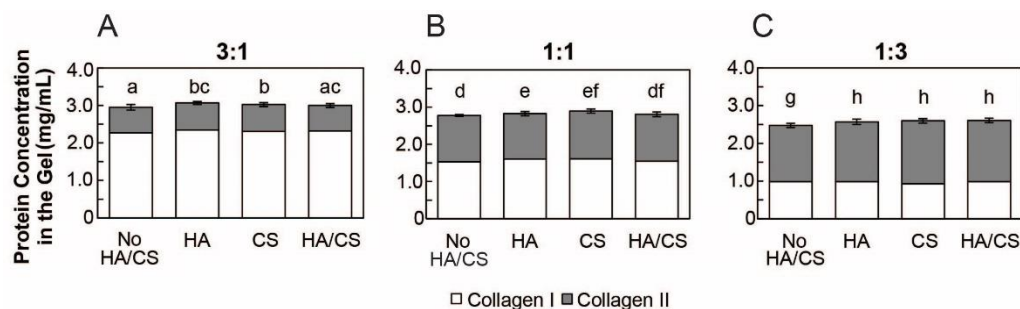 A
3:1
Protein Concentration
in the Gel (mg/mL)
4.0
3.0
2.0
1.0
0
a
bc
b
ac
No
HA/CS
HA
CS
HA/CS
B
1:1
4.0
3.0
2.0
1.0
0
d
e
ef
df
No
HA/CS
HA
CS
HA/CS
C
1:3
4.0
3.0
2.0
1.0
0
g
h
h
h
No
HA/CS
HA
CS
HA/CS
Collagen I
Collagen II